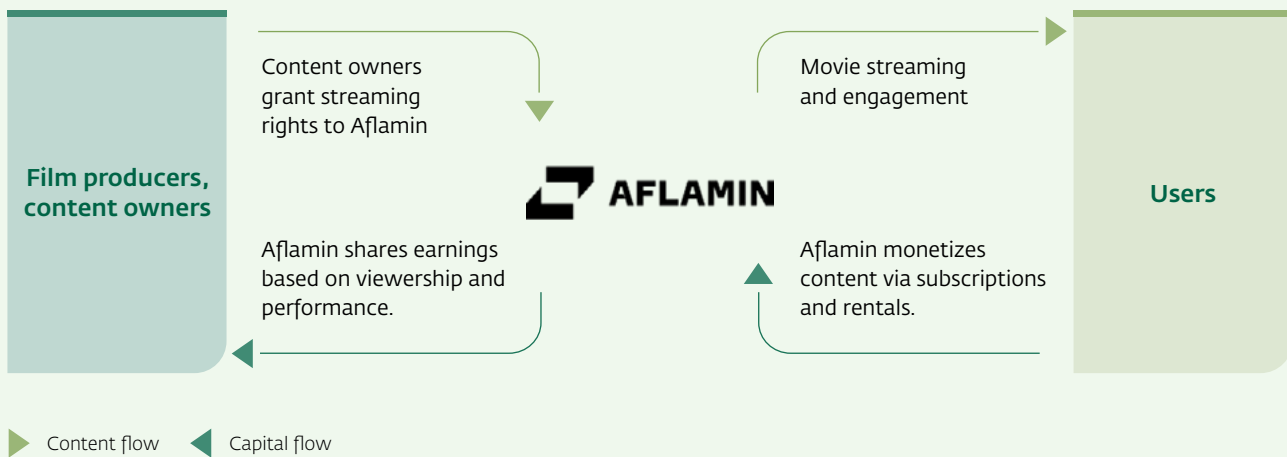 Content owners
grant streaming
rights to Aflamin
Movie streaming
and engagement
Film producers,
content owners
AFLAMIN
Users
Aflamin shares earnings
based on viewership and
performance.
Aflamin monetizes
content via subscriptions
and rentals.
Content flow
Capital flow